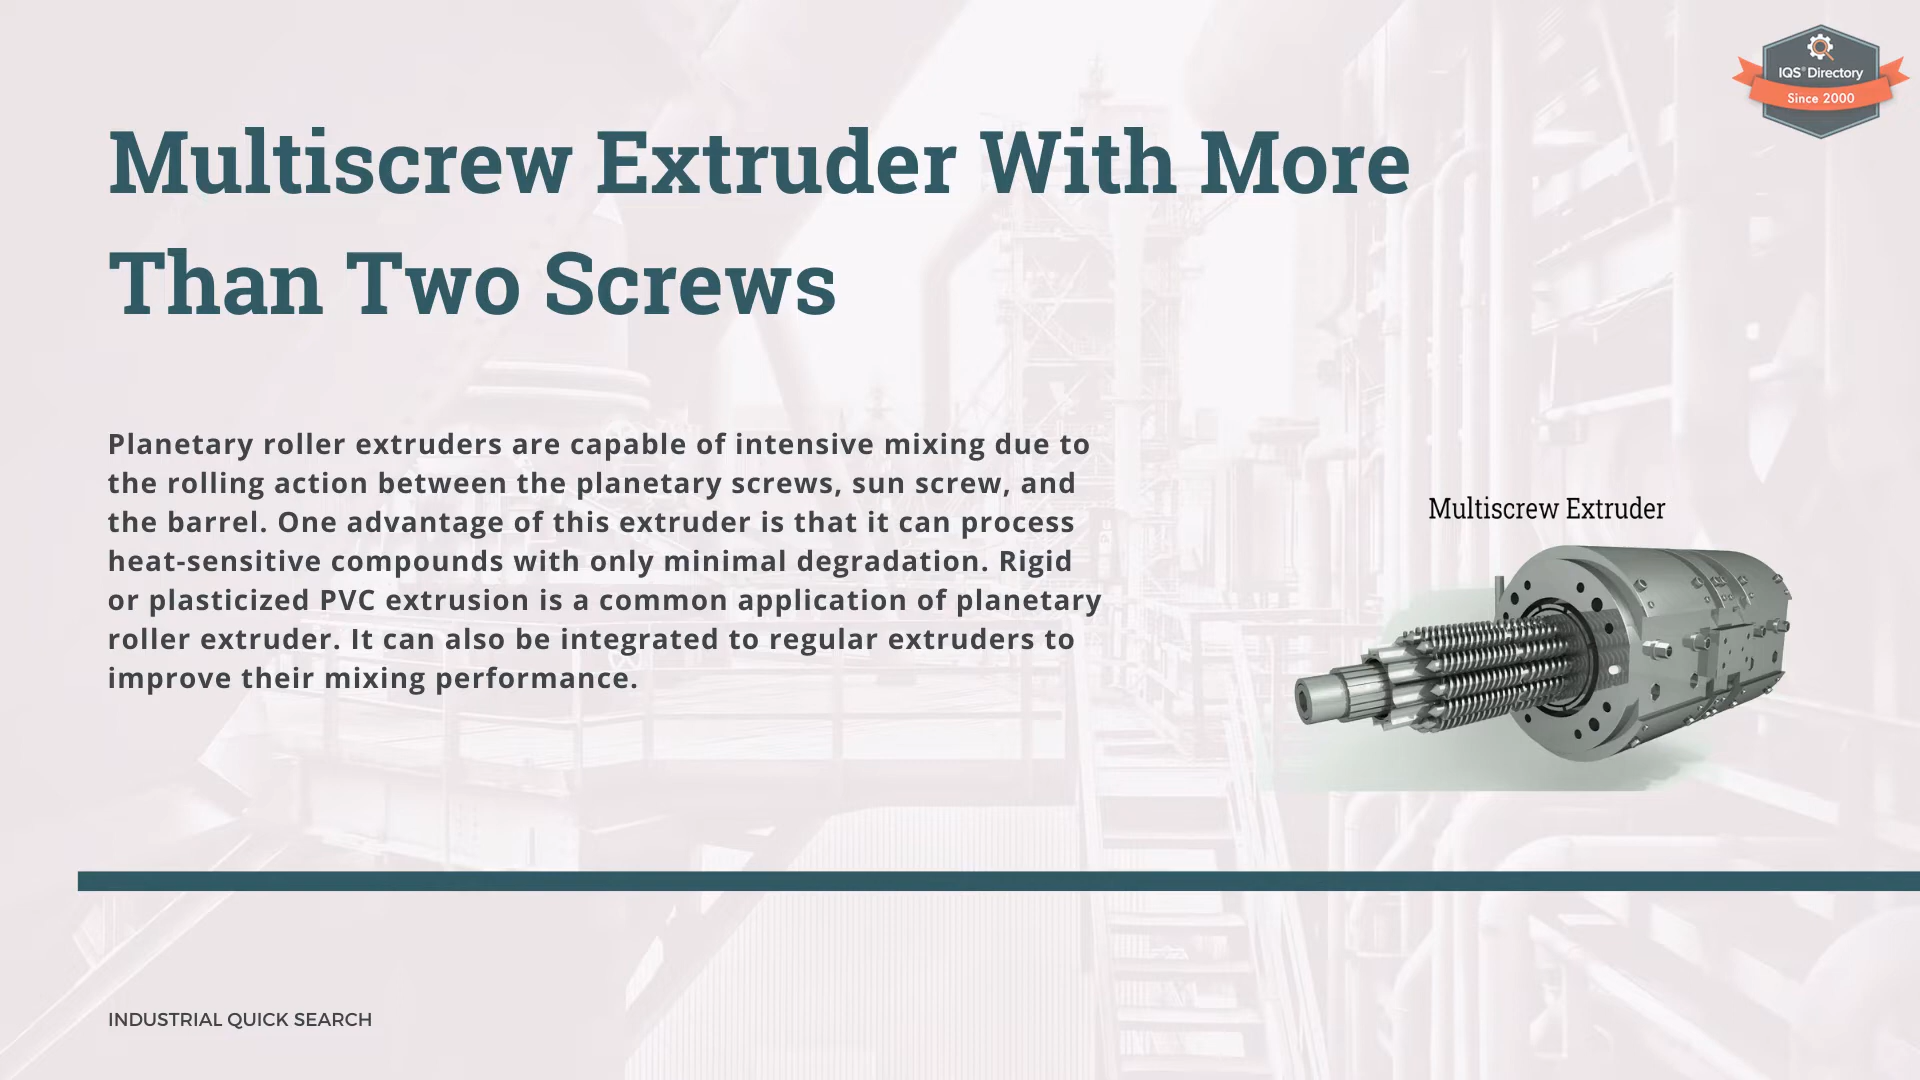 IQS® Directory
Since 2000
Multiscrew Extruder With More
Than Two Screws
Planetary roller extruders are capable of intensive mixing due to
the rolling action between the planetary screws, sun screw, and
the barrel. One advantage of this extruder is that it can process
heat-sensitive compounds with only minimal degradation. Rigid
or plasticized PVC extrusion is a common application of planetary
roller extruder. It can also be integrated to regular extruders to
improve their mixing performance.
Multiscrew Extruder
INDUSTRIAL QUICK SEARCH